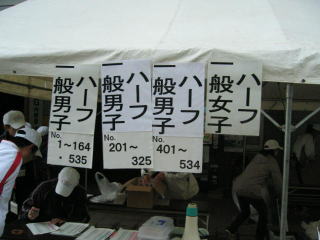 ハーフ
一般男子
No.
1～164
・535
ハーフ
一般男子
No.
201～
325
ハーフ
一般男子
No.
401～
534
ハーフ
一般女子